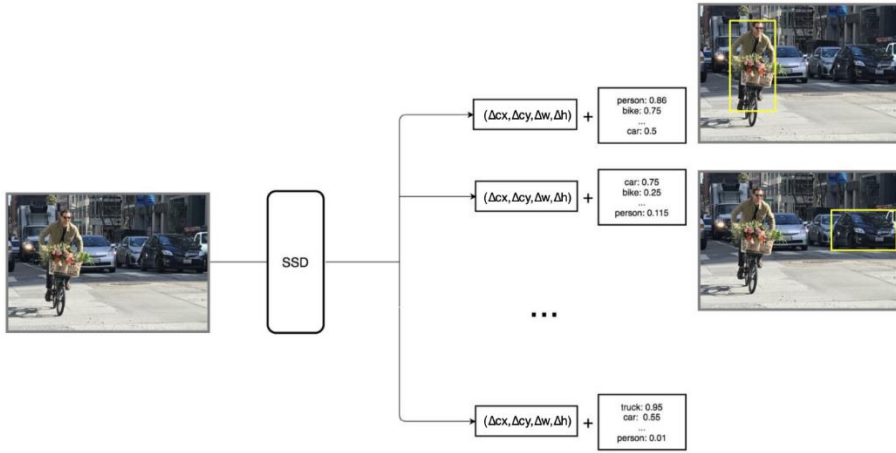 (Δcx,Δcy,Δw,Δh) +
person: 0.86
bike: 0.75
...
car: 0.5
(Δcx,Δcy,Δw,Δh) +
car: 0.75
bike: 0.25
...
person: 0.115
SSD
...
(Δcx,Δcy,Δw,Δh) +
truck: 0.95
car: 0.55
...
person: 0.01